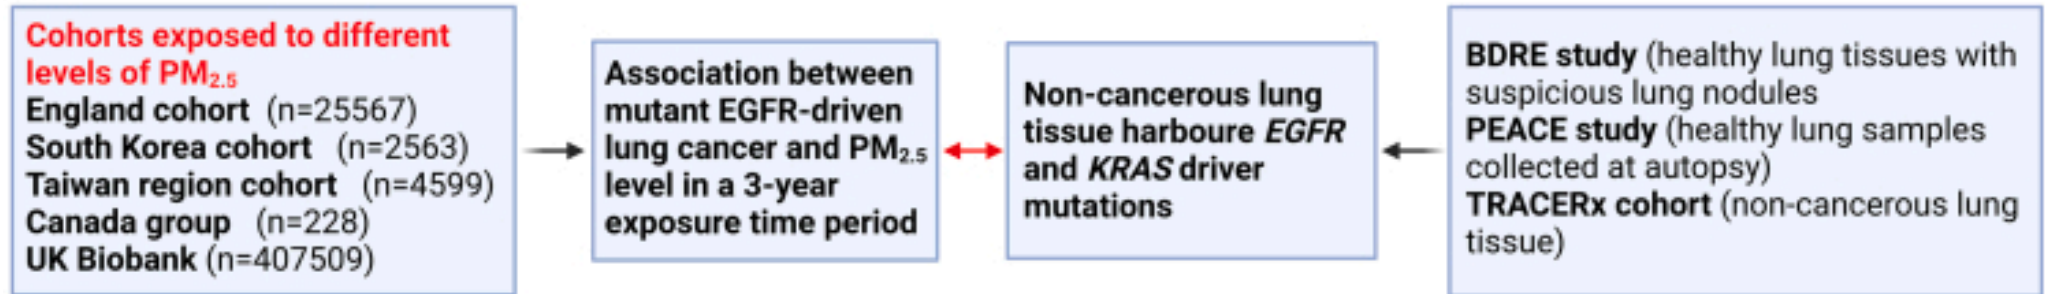 Cohorts exposed to different
levels of PM2.5
England cohort (n=25567)
South Korea cohort (n=2563)
Taiwan region cohort (n=4599)
Canada group (n=228)
UK Biobank (n=407509)
Association between
mutant EGFR-driven
lung cancer and PM2.5
level in a 3-year
exposure time period
Non-cancerous lung
tissue harboure EGFR
and KRAS driver
mutations
BDRE study (healthy lung tissues with
suspicious lung nodules
PEACE study (healthy lung samples
collected at autopsy)
TRACERx cohort (non-cancerous lung
tissue)